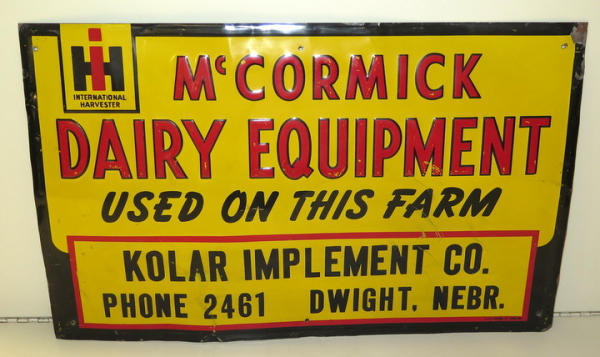 IH
INTERNATIONAL
HARVESTER
McCORMICK
DAIRY EQUIPMENT
USED ON THIS FARM
KOLAR IMPLEMENT CO.
PHONE 2461 DWIGHT, NEBR.